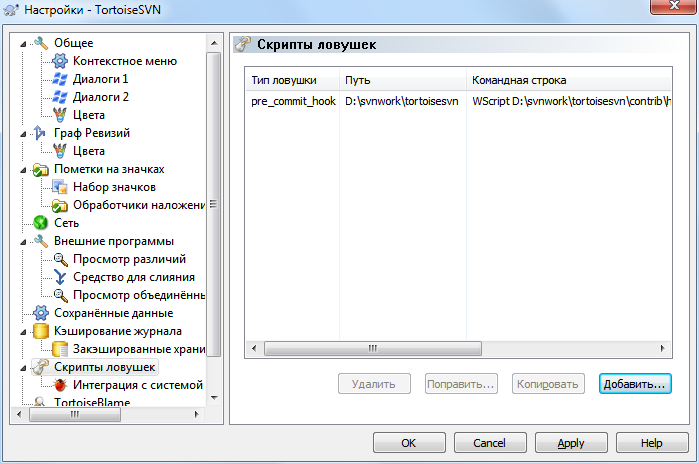 Настройки - TortoiseSVN
Общее
Контекстное меню
Диалоги 1
Диалоги 2
Цвета
Граф Ревизий
Цвета
Пометки на значках
Набор значков
Обработчики наложени
Сеть
Внешние программы
Просмотр различий
Средство для слияния
Просмотр объединённы
Сохранённые данные
Кэширование журнала
Закэшированные храни
Скрипты ловушек
Интеграция с системой
TortoiseBlame
Скрипты ловушек
Тип ловушки Путь Командная строка
pre_commit_hook D:\svnwork\tortoisesvn WScript D:\svnwork\tortoisesvn\contrib\h
Удалить Поправить... Копировать Добавить...
OK Cancel Apply Help